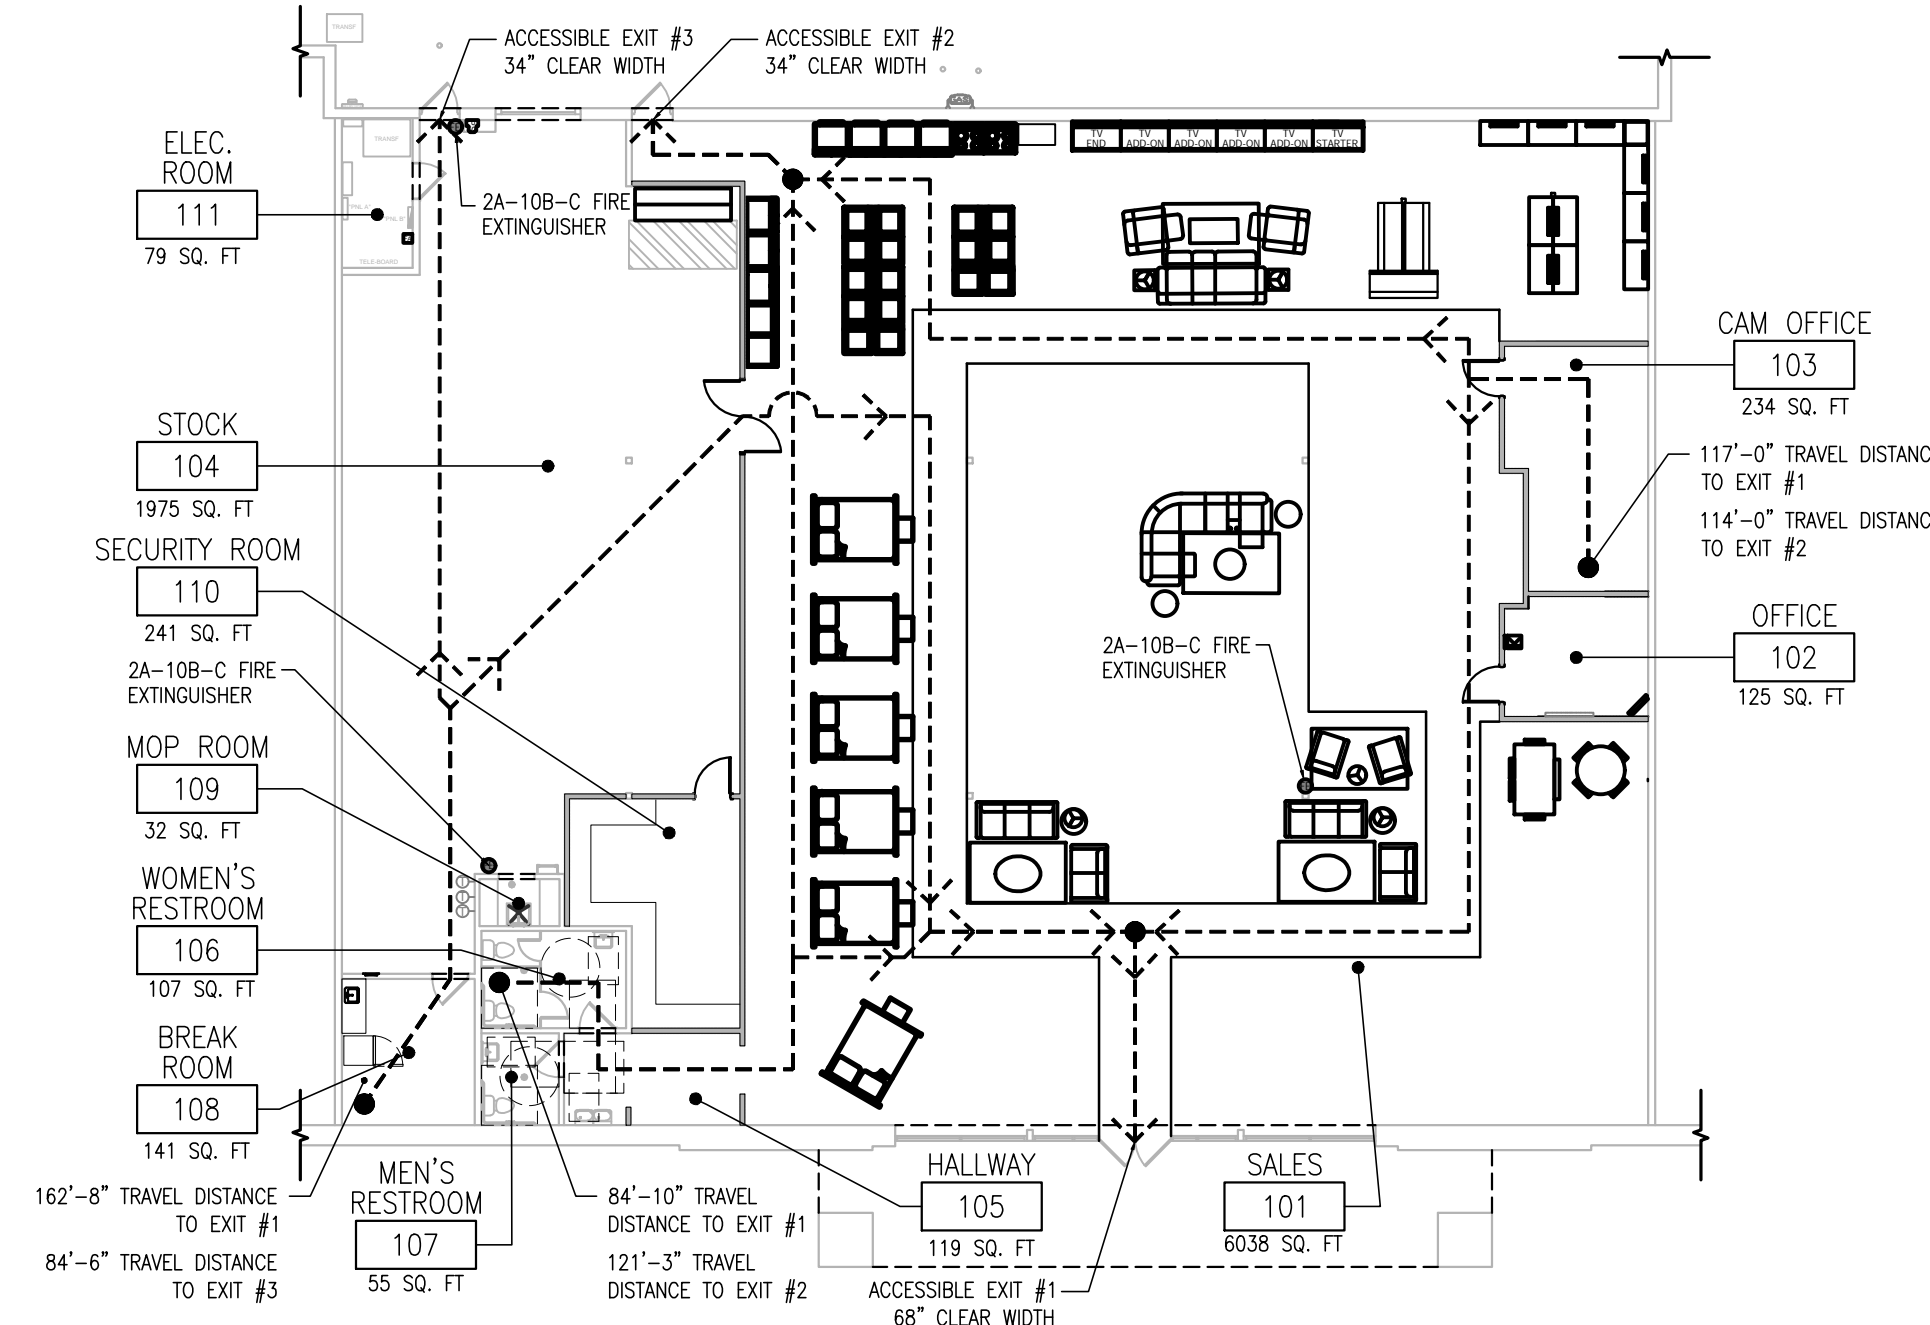 TRANSF
ACCESSIBLE EXIT #3
34" CLEAR WIDTH
ACCESSIBLE EXIT #2
34" CLEAR WIDTH
GAS
ELEC.
ROOM
111
79 SQ. FT
TRANSF
"PNL A"
"PNL B"
TELE-BOARD
2A-10B-C FIRE
EXTINGUISHER
TV
END
TV
ADD-ON
TV
ADD-ON
TV
ADD-ON
TV
ADD-ON
TV
STARTER
CAM OFFICE
103
234 SQ. FT
STOCK
104
1975 SQ. FT
117'-0" TRAVEL DISTANC
TO EXIT #1
114'-0" TRAVEL DISTANC
TO EXIT #2
SECURITY ROOM
110
241 SQ. FT
2A-10B-C FIRE
EXTINGUISHER
2A-10B-C FIRE
EXTINGUISHER
OFFICE
102
125 SQ. FT
MOP ROOM
109
32 SQ. FT
WOMEN'S
RESTROOM
106
107 SQ. FT
BREAK
ROOM
108
141 SQ. FT
162'-8" TRAVEL DISTANCE
TO EXIT #1
84'-6" TRAVEL DISTANCE
TO EXIT #3
MEN'S
RESTROOM
107
55 SQ. FT
84'-10" TRAVEL
DISTANCE TO EXIT #1
121'-3" TRAVEL
DISTANCE TO EXIT #2
HALLWAY
105
119 SQ. FT
SALES
101
6038 SQ. FT
ACCESSIBLE EXIT #1
68" CLEAR WIDTH